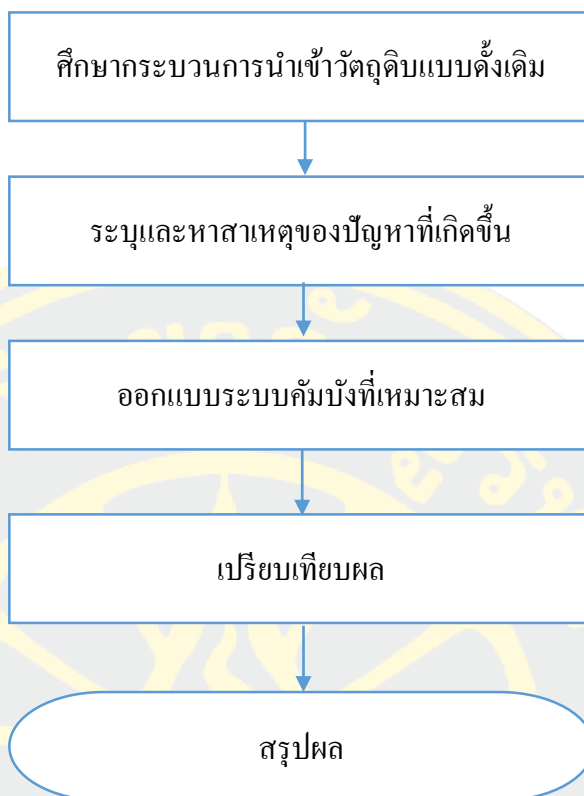 ศึกษากระบวนการนำเข้าวัตถุดิบแบบดั้งเดิม
ระบุและหาสาเหตุของปัญหาที่เกิดขึ้น
ออกแบบระบบคัมบังที่เหมาะสม
เปรียบเทียบผล
สรุปผล